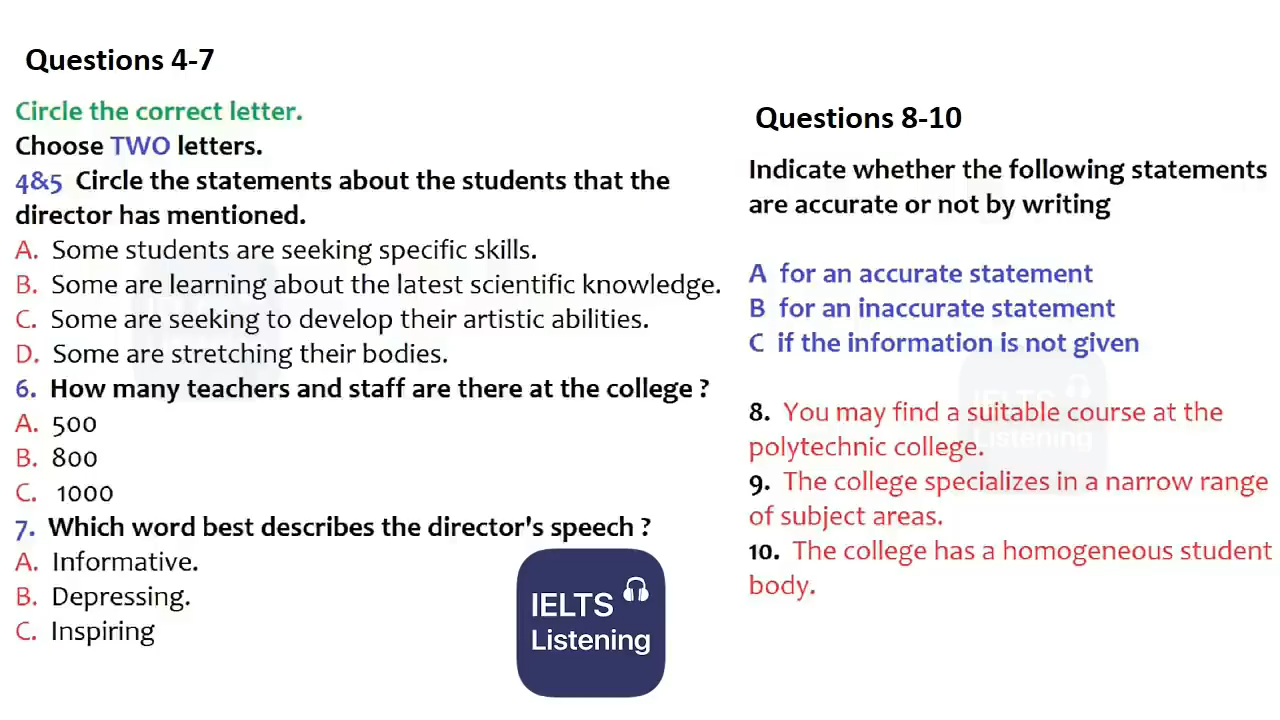 Questions 4-7
Circle the correct letter.
Choose TWO letters.
4&5 Circle the statements about the students that the
director has mentioned.
A. Some students are seeking specific skills.
B. Some are learning about the latest scientific knowledge.
C. Some are seeking to develop their artistic abilities.
D. Some are stretching their bodies.
6. How many teachers and staff are there at the college ?
A. 500
B. 800
C. 1000
7. Which word best describes the director's speech ?
A. Informative.
B. Depressing.
C. Inspiring
IELTS
Listening
Questions 8-10
Indicate whether the following statements
are accurate or not by writing
A for an accurate statement
B for an inaccurate statement
C if the information is not given
8. You may find a suitable course at the
polytechnic college.
9. The college specializes in a narrow range
of subject areas.
10. The college has a homogeneous student
body.
IELTS
Listening